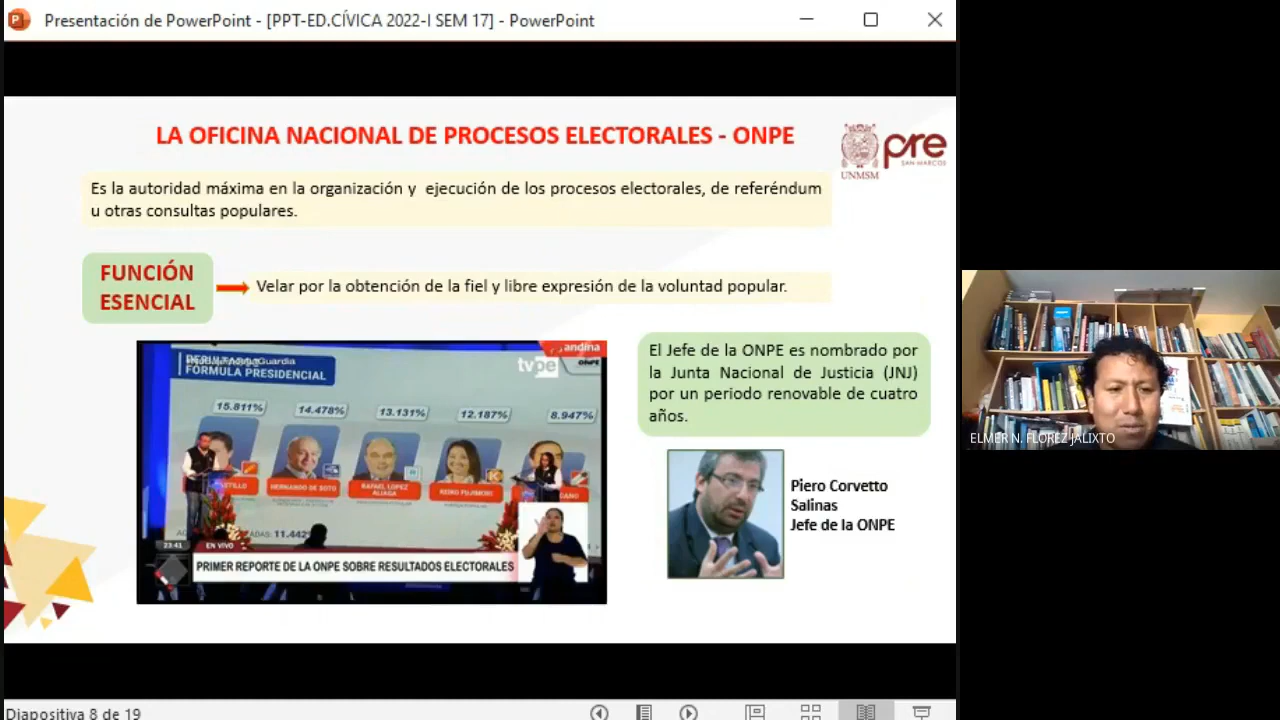 Presentación de PowerPoint - [PPT-ED.CÍVICA 2022-I SEM 17] - PowerPoint
LA OFICINA NACIONAL DE PROCESOS ELECTORALES - ONPE
pre
SAN MARCOS
UNMSM
Es la autoridad máxima en la organización y ejecución de los procesos electorales, de referéndum
u otras consultas populares.
FUNCIÓN
ESENCIAL
Velar por la obtención de la fiel y libre expresión de la voluntad popular.
andina
tvpe
ONPE
FÓRMULA PRESIDENCIAL
15.811%
14.478%
13.131%
12.187%
8.947%
HERNANDO DE SOTO
RAFAEL LOPEZ
ALIAGA
KEIKO FUJIMORI
23:41
EN VIVO
PRIMER REPORTE DE LA ONPE SOBRE RESULTADOS ELECTORALES
El Jefe de la ONPE es nombrado por
la Junta Nacional de Justicia (JNJ)
por un periodo renovable de cuatro
años.
Piero Corvetto
Salinas
Jefe de la ONPE
ELMER N. FLOREZ JALIXTO
Diapositiva 8 de 19